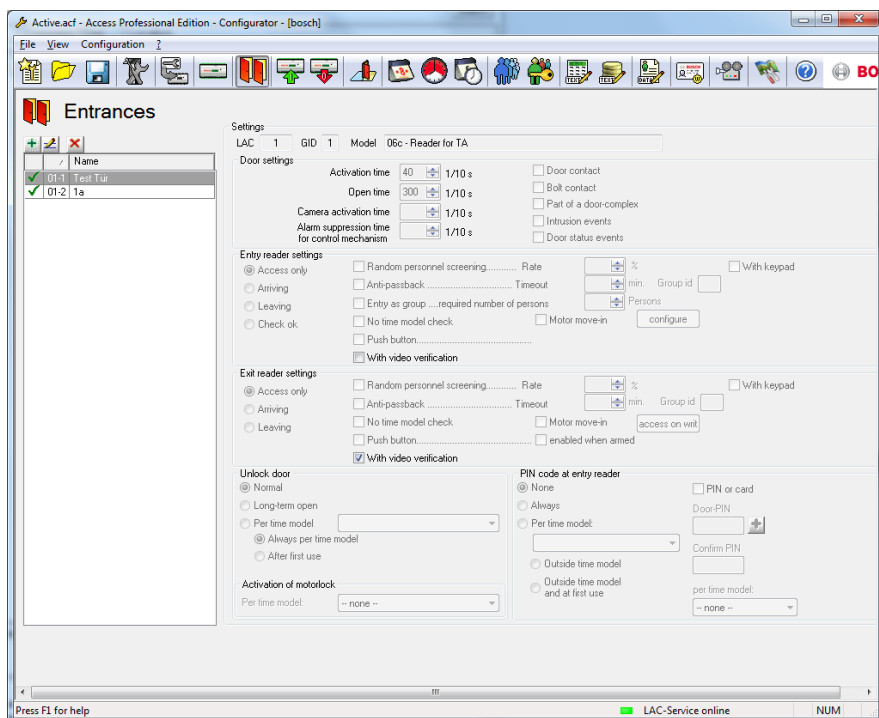 Active.acf - Access Professional Edition - Configurator - [bosch]
File View Configuration ?
TEXT TEXT TEXT BOSCH BO
Entrances
Name
01-1 Test Tür
01-2 1a
Settings
LAC 1 GID 1 Model 06c - Reader for TA
Door settings
Activation time 40 1/10 s Door contact
Open time 300 1/10 s Bolt contact
Camera activation time 1/10 s Part of a door-complex
Alarm suppression time
for control mechanism 1/10 s Intrusion events
Door status events
Entry reader settings
Access only Random personnel screening............ Rate % With keypad
Arriving Anti-passback ........................... Timeout min. Group id
Leaving Entry as group ....required number of persons Persons
Check ok No time model check Motor move-in configure
Push button.......................................
With video verification
Exit reader settings
Access only Random personnel screening............ Rate % With keypad
Arriving Anti-passback ........................... Timeout min. Group id
Leaving No time model check Motor move-in access on writ
Push button....................................... enabled when armed
With video verification
Unlock door
Normal
Long-term open
Per time model
Always per time model
After first use
Activation of motorlock
Per time model: -- none --
PIN code at entry reader
None PIN or card
Always Door-PIN
Per time model:
Confirm PIN
Outside time model
Outside time model
and at first use
per time model:
-- none --
Press F1 for help LAC-Service online NUM